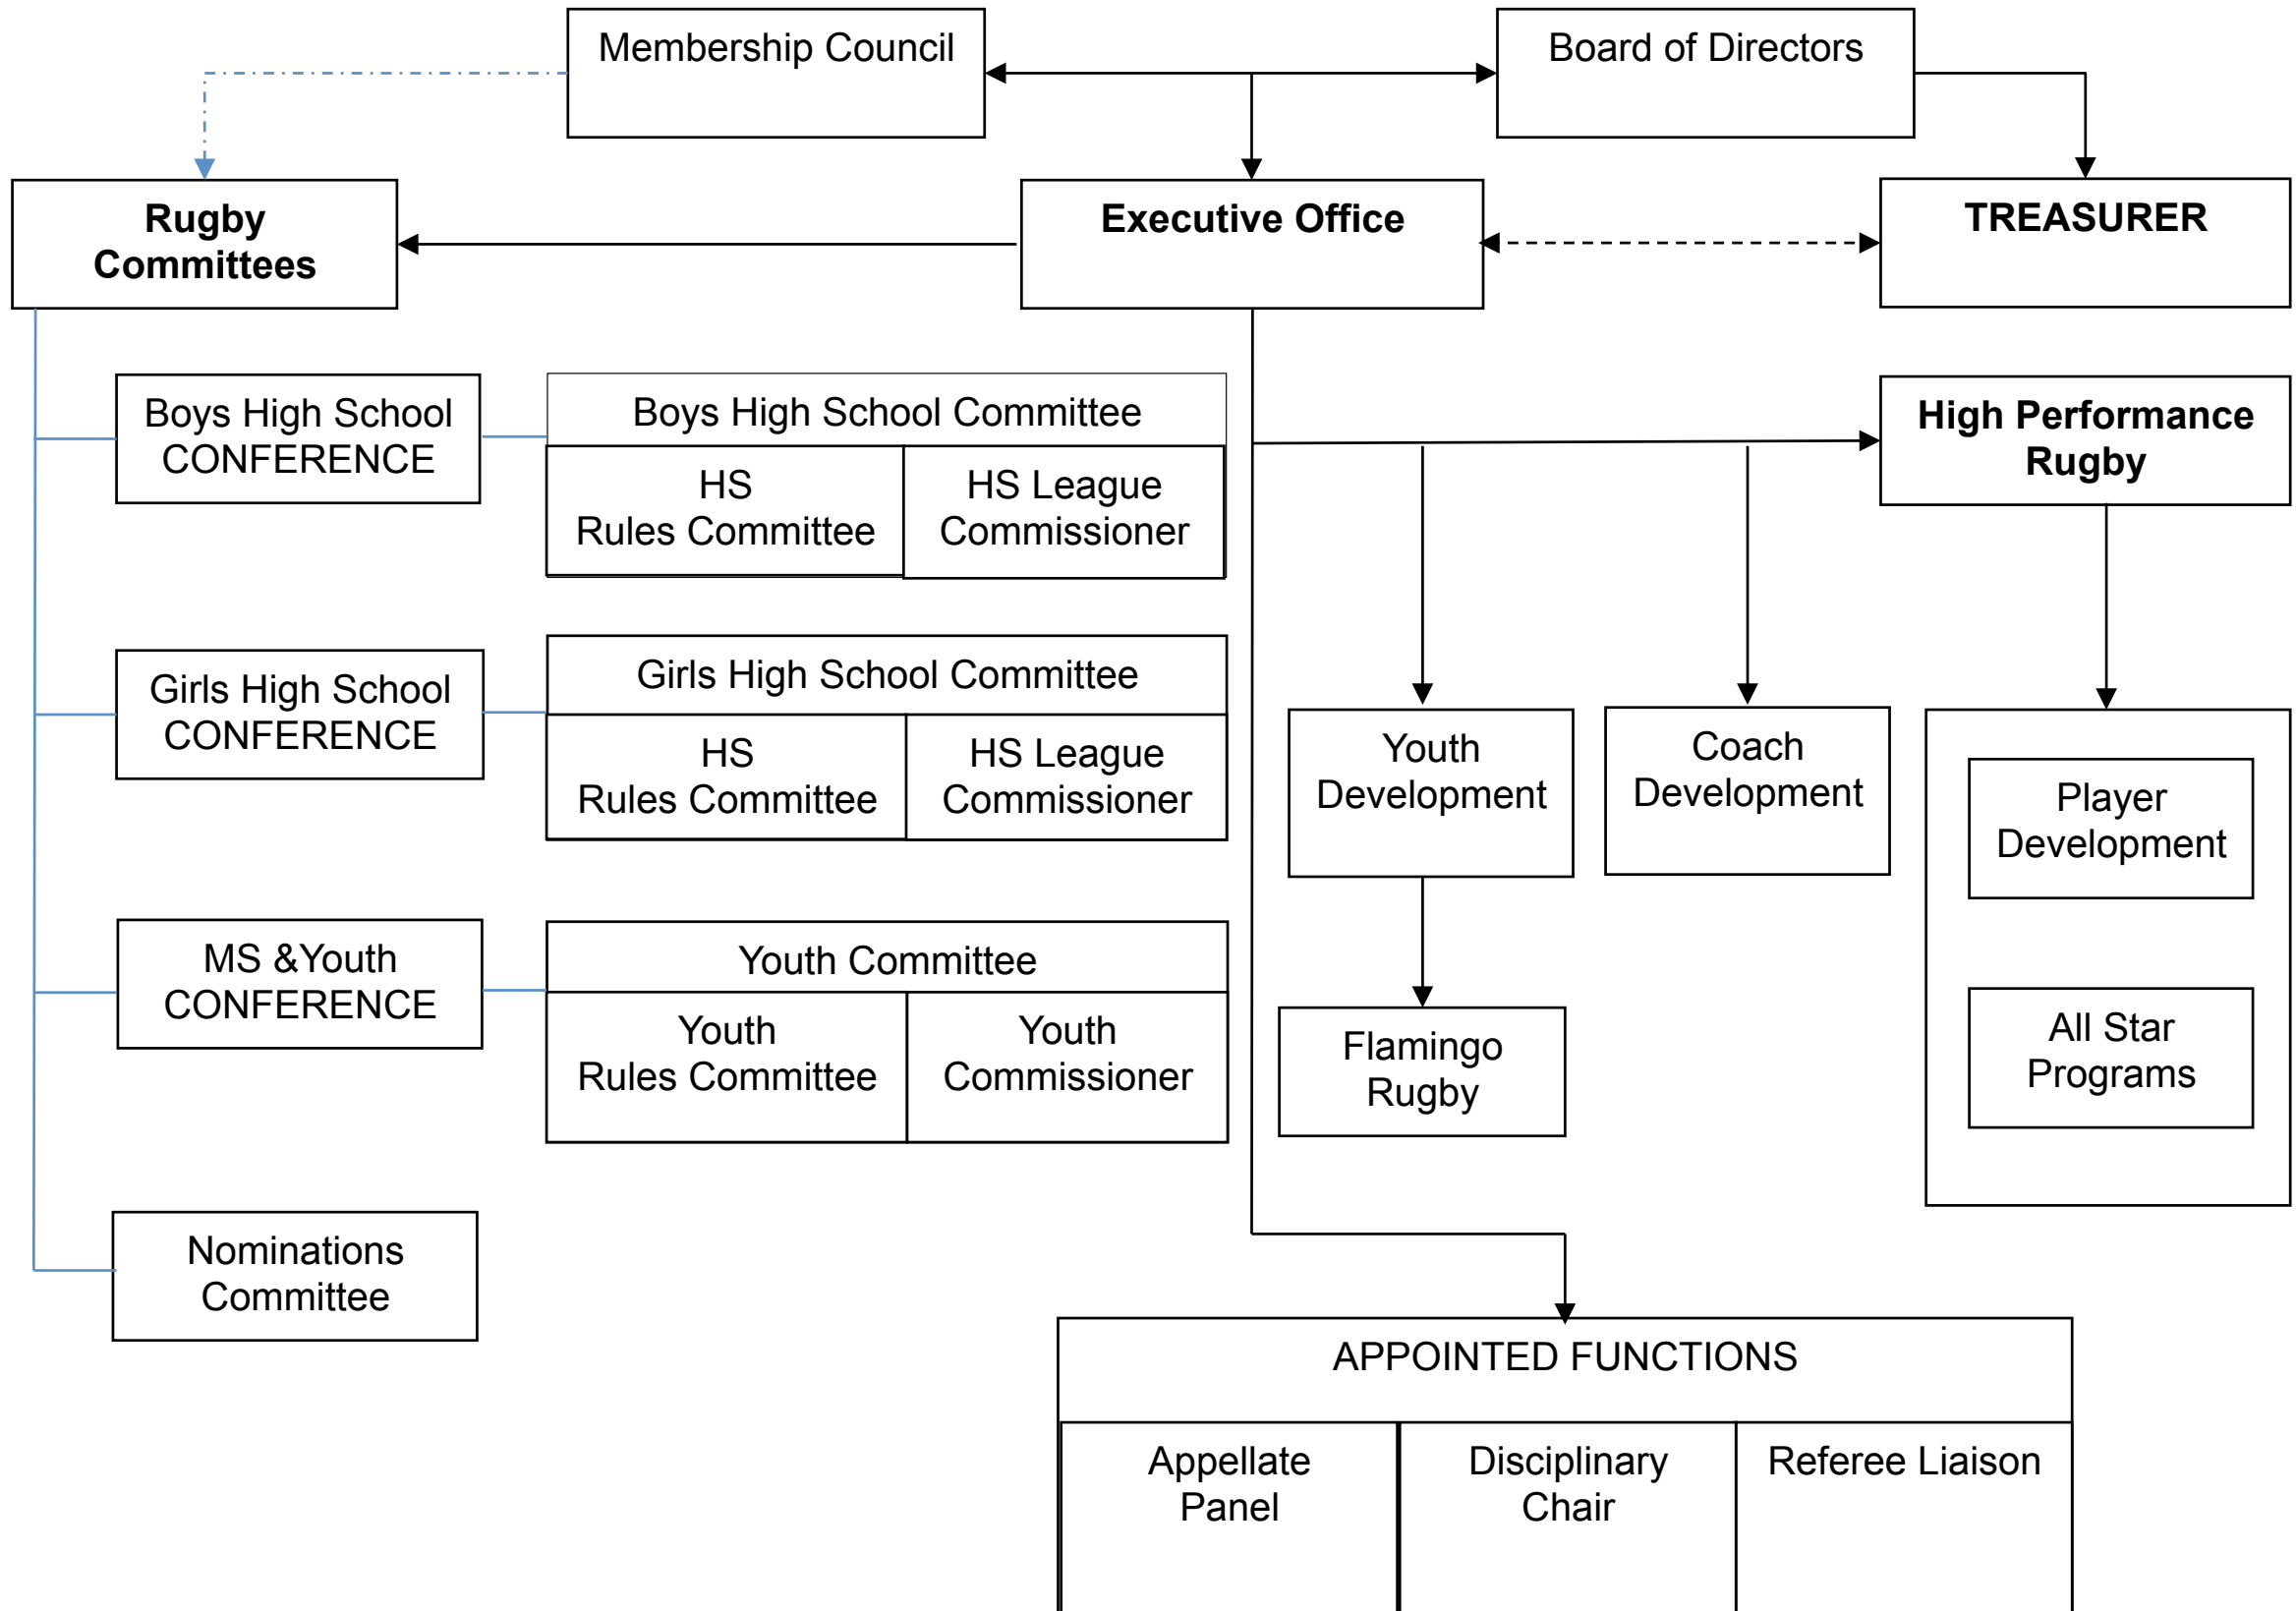 Membership Council
Board of Directors
Rugby
Committees
Executive Office
TREASURER
Boys High School
CONFERENCE
Boys High School Committee
HS
Rules Committee
HS League
Commissioner
High Performance
Rugby
Girls High School
CONFERENCE
Girls High School Committee
HS
Rules Committee
HS League
Commissioner
Youth
Development
Coach
Development
Player
Development
MS &Youth
CONFERENCE
Youth Committee
Youth
Rules Committee
Youth
Commissioner
Flamingo
Rugby
All Star
Programs
Nominations
Committee
APPOINTED FUNCTIONS
Appellate
Panel
Disciplinary
Chair
Referee Liaison